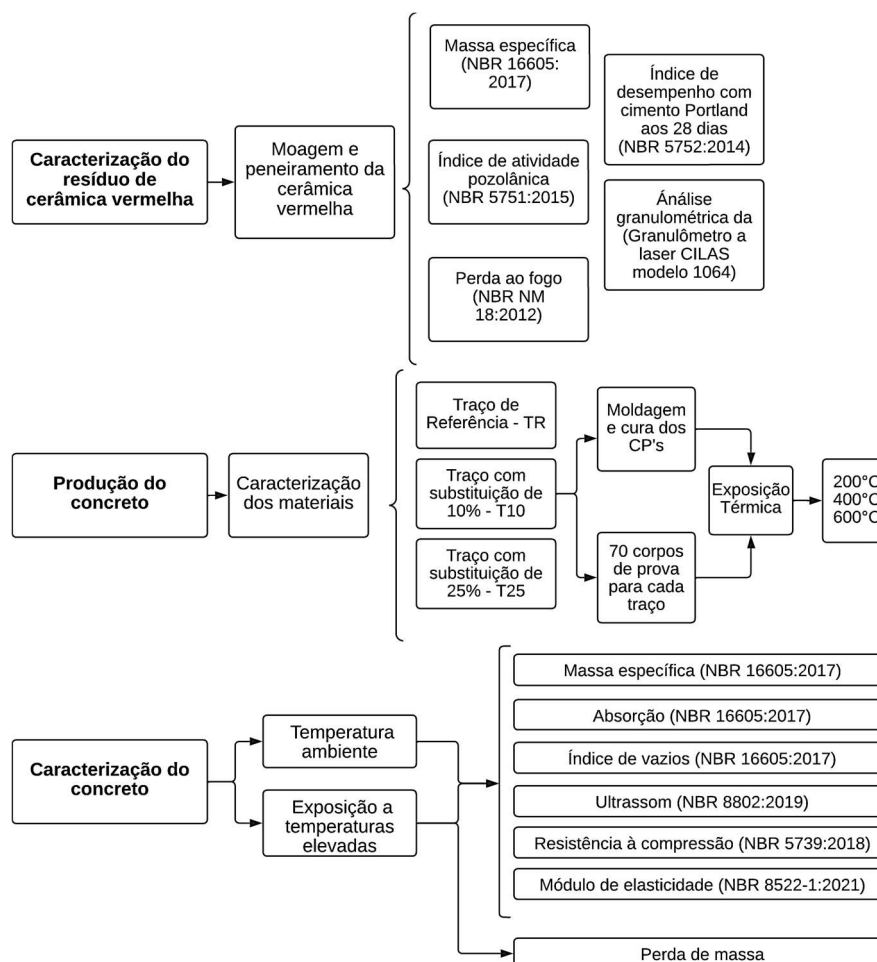 Caracterização do
resíduo de
cerâmica vermelha
Moagem e
peneiramento da
cerâmica
vermelha
Massa específica
(NBR 16605:
2017)
Índice de atividade
pozolânica
(NBR 5751:2015)
Perda ao fogo
(NBR NM
18:2012)
Índice de
desempenho com
cimento Portland
aos 28 dias
(NBR 5752:2014)
Ánálise
granulométrica da
(Granulômetro a
laser CILAS
modelo 1064)
Produção do
concreto
Caracterização
dos materiais
Traço de
Referência - TR
Traço com
substituição de
10% - T10
Traço com
substituição de
25% - T25
Moldagem
e cura dos
CP's
70 corpos
de prova
para cada
traço
Exposição
Térmica
200°C
400°C
600°C
Caracterização do
concreto
Temperatura
ambiente
Exposição a
temperaturas
elevadas
Massa específica (NBR 16605:2017)
Absorção (NBR 16605:2017)
Índice de vazios (NBR 16605:2017)
Ultrassom (NBR 8802:2019)
Resistência à compressão (NBR 5739:2018)
Módulo de elasticidade (NBR 8522-1:2021)
Perda de massa